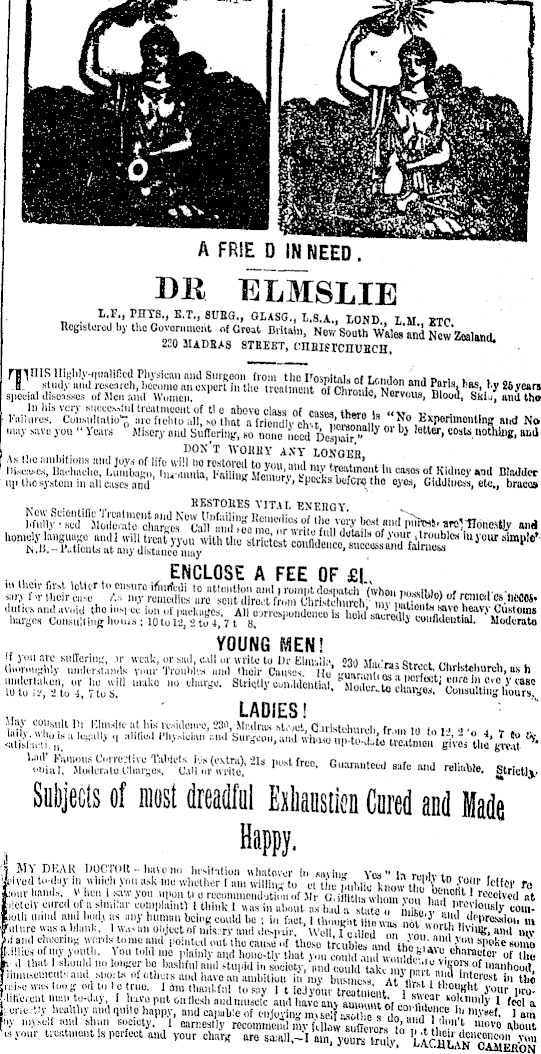 A FRIE D IN NEED.
DR ELMSLIE
L.F., PHYS., E.T., SURG., GLASG., L.S.A., LOND., L.M., ETC.
Registered by the Government of Great Britain, New South Wales and New Zealand.
230 MADRAS STREET, CHRISTCHURCH.
THIS Highly-qualified Physican and Surgeon from the Hospitals of London and Paris, has, by 25 years
study and research, become an expert in the treatment of Chronic, Nervous, Blood, Skin, and the
special diseases of Men and Women.
In his very successful treatment of the above class of cases, there is "No Experimenting and No
Failures. Consultatio are free to all, so that a friendly chat, personally or by letter, costs nothing, and
may save you "Years Misery and Suffering, so none need Despair."
DON'T WORRY ANY LONGER,
As the ambitions and joys of life will be restored to you, and my treatment in cases of Kidney and Bladder
Diseases, Bachache, Lumbago, Insomnia, Failing Memory, Specks before the eyes, Giddiness, etc., braces
up the system in all cases and
RESTORES VITAL ENERGY.
New Scientific Treatment and New Unfailing Remedies of the very best and purest are Honestly and
used Moderate charges Call and see me, or write full details of your troubles in your simple
homely language and I will treat yyou with the strictest confidence, success and fairness
N.B.—Patients at any distance may
ENCLOSE A FEE OF £1.,
in their first letter to ensure attention and prompt despatch (when possible) of remedies neces-
sary for their case As my remedies are sent direct from Christchurch, my patients save heavy Customs
duties and avoid the inspec ion of packages. All correspondence is held sacredly confidential. Moderate
harges Consulting hours: 10 to 12, 2 to 4, 7 t 8.
YOUNG MEN!
If you are suffering, or weak, or sad, call or write to Dr Elmslie, 230 Madras Street, Christchurch, as h
thoroughly understands your Troubles and their Causes. He guaranties a perfect; cure in eve y case
undertaken, or he will make no charge. Strictly confidential, Moderate charges. Consulting hours,
10 to 12, 2 to 4, 7 to 8.
LADIES!
May consult Dr Elmslie at his residence, 230, Madras street, Christchurch, from 10 to 12, 2 to 4, 7 to 8,
daily. who is a legally q alified Physican and Surgeon, and whose up-to-date treatmen gives the great
satisfacti n.
Ladi Famous Corrective Tablets (extra), 21s post free. Guaranteed safe and reliable. Strictly
Moderate Charges. Call or write,
Subjects of most dreadful Exhaustion Cured and Made
Happy.
MY DEAR DOCTOR—have no hesitation whatever in saying Yes" In reply to your letter re
ceived to-day in which you ask me whether I am willing to et the public know the benefit I received at
your hands. When I saw you upon t e recommendation of Mr G.iffiths whom you had previously com-
pletely cured of a similar complaint) I think I was in about as bad a state o misery and depression in
both mind and body as any human being could be; in fact, I thought life was not worth living, and my
future was a blank. I was an object of misery and despair. Well, I called on you. and you spoke some
and cheering words to me and pointed out the cause of these troubles and the grave character of the
follies of my youth. You told me plainly and hone-tly that you could and would vigors of manhood,
d that I should no longer be bashful and stupid in society, and could take my part and interest in the
amusements and sports of others and have an ambition in my business. At first I thought your pro-
mise was too g od to be true. I am thankful to say I t ied your treatment. I swear solemnly I feel a
different man to-day, I have put on flesh and muscle and have any amount of confidence in myself. I am
perfectly healthy and quite happy, and capable of enjoying myself as others do, and I don't move about
by myself and shun society. I earnestly recommend my fellow sufferers to p t their on you
as your treatment is perfect and your charg are small,—I am, yours truly, LACHLAN CAMERON